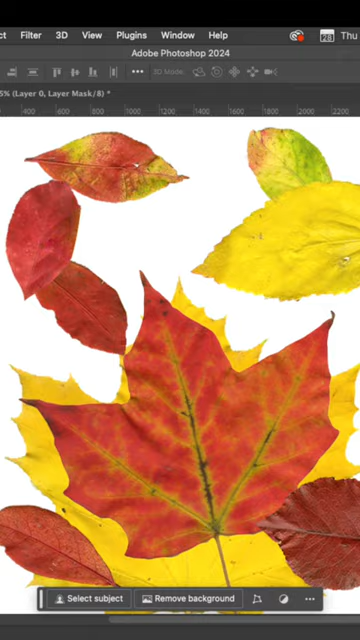 ct Filter 3D View Plugins Window Help 28 Thu
Adobe Photoshop 2024
3D Mode:
5% (Layer 0, Layer Mask/8) *
400 600 800 1000 1200 1400 1600 1800 2000 2200
Select subject Remove background